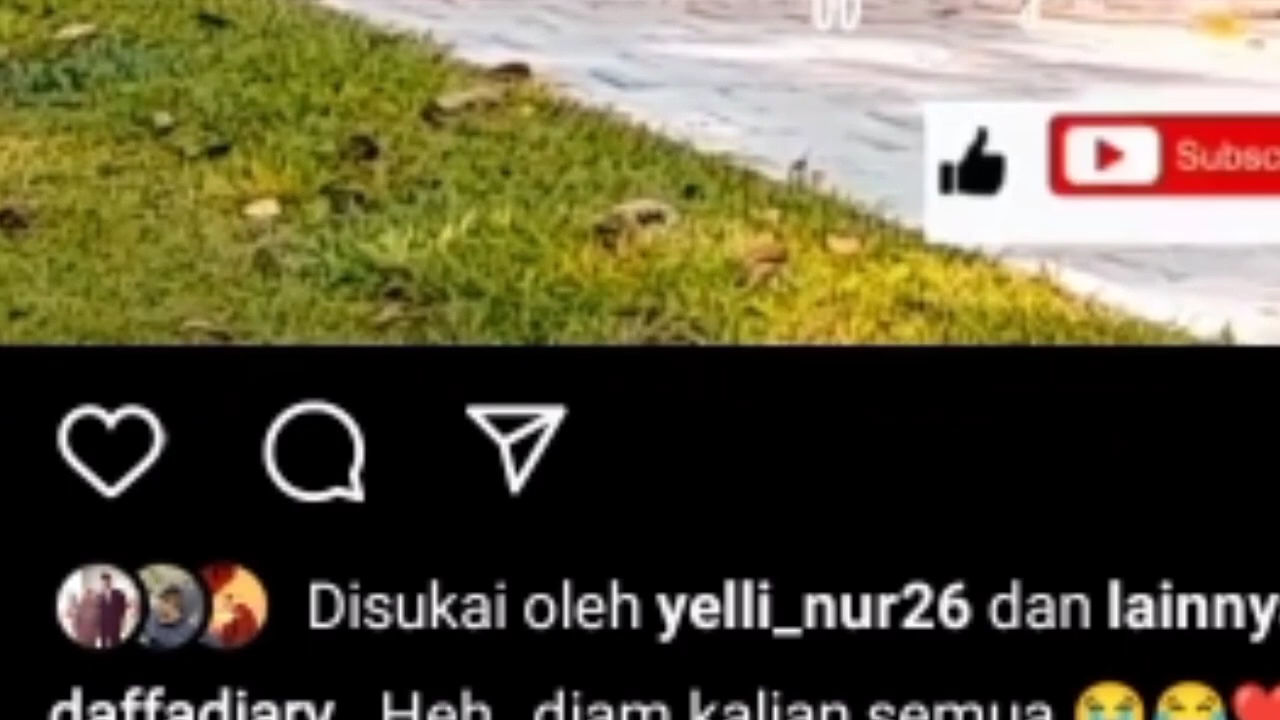 Subsc
Disukai oleh yelli_nur26 dan lainny
daffadiary Heh, diam kalian semua 😭😭❤